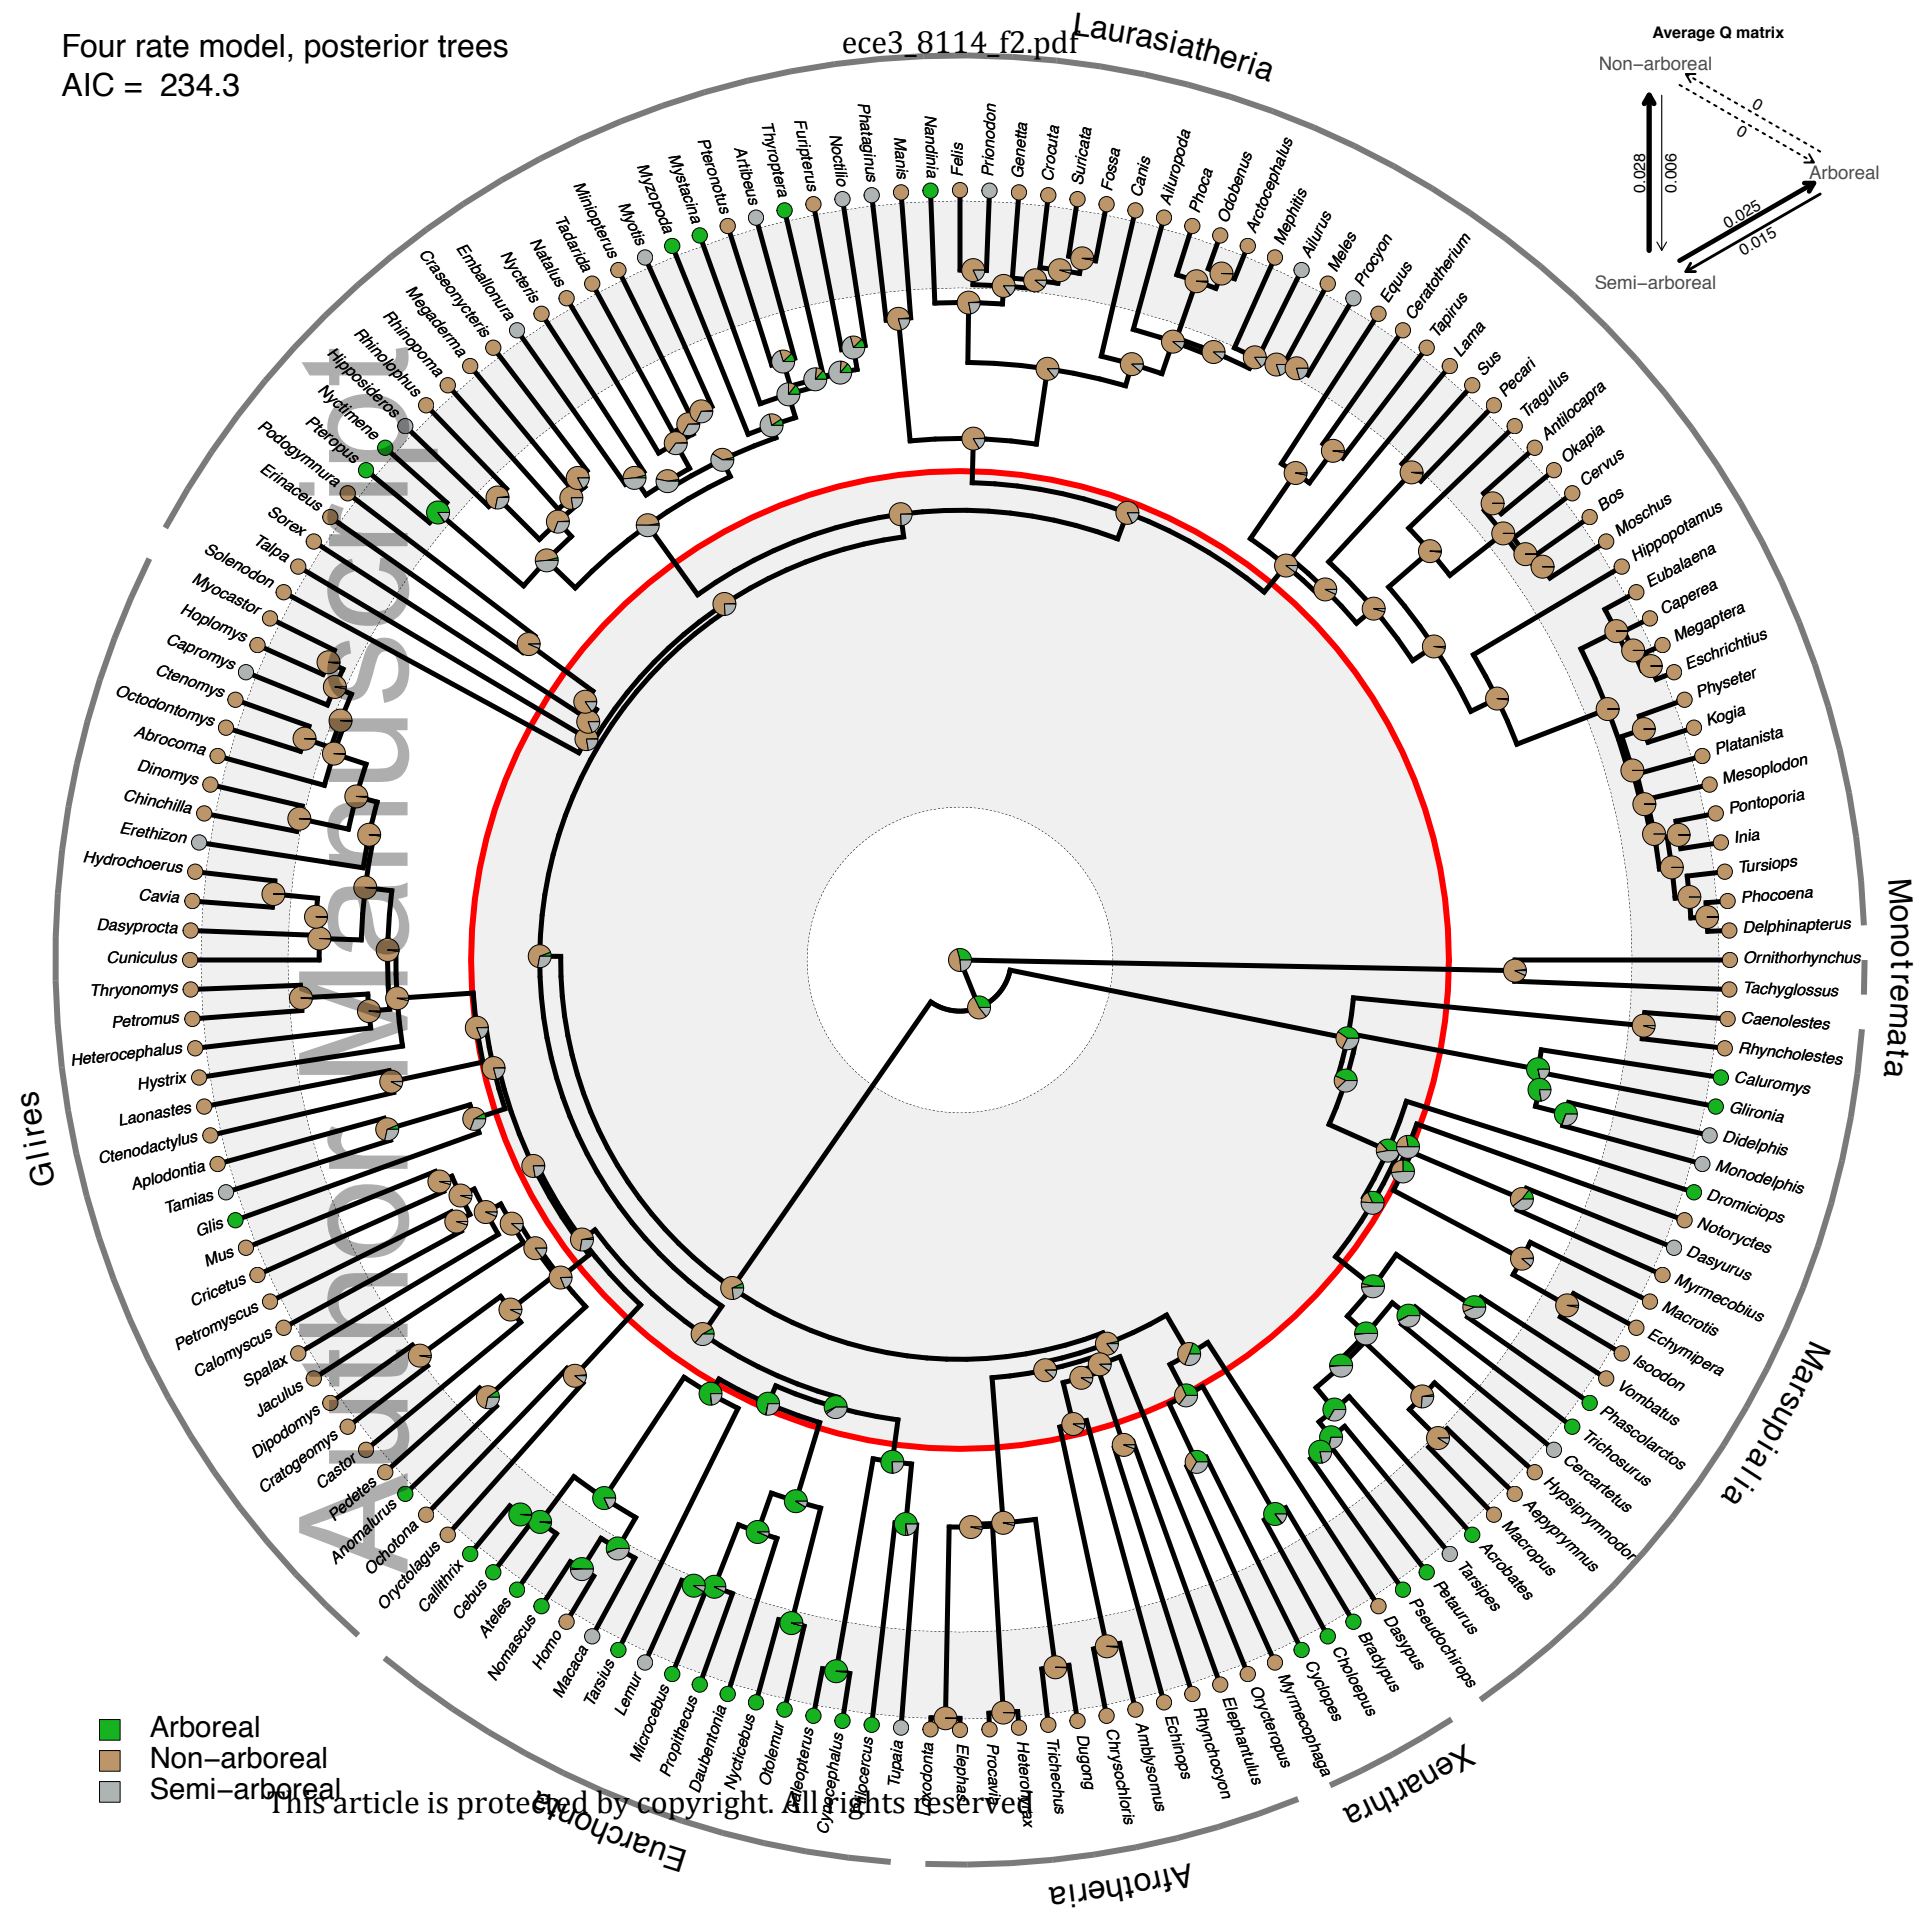 Four rate model, posterior trees
AIC = 234.3
ece3_8114_f2.pdf
Average Q matrix
Non−arboreal
Arboreal
Semi−arboreal
0
0
0.028
0.006
0.025
0.015
Laurasiatheria
Monotremata
Marsupialia
Xenarthra
Afrotheria
Euarchonta
Glires
Podogymnura
Pteropus
Nyctimene
Hipposideros
Rhinolophus
Rhinopoma
Megaderma
Craseonycteris
Emballonura
Nycteris
Natalus
Tadarida
Miniopterus
Myotis
Myzopoda
Mystacina
Pteronotus
Artibeus
Thyroptera
Furipterus
Noctilio
Phataginus
Manis
Nandinia
Felis
Prionodon
Genetta
Crocuta
Suricata
Fossa
Canis
Ailuropoda
Phoca
Odobenus
Arctocephalus
Mephitis
Ailurus
Meles
Procyon
Equus
Ceratotherium
Tapirus
Lama
Sus
Pecari
Tragulus
Antilocapra
Okapia
Cervus
Bos
Moschus
Hippopotamus
Eubalaena
Caperea
Megaptera
Eschrichtius
Physeter
Kogia
Platanista
Mesoplodon
Pontoporia
Inia
Tursiops
Phocoena
Delphinapterus
Ornithorhynchus
Tachyglossus
Caenolestes
Rhyncholestes
Caluromys
Glironia
Didelphis
Monodelphis
Dromiciops
Notoryctes
Dasyurus
Myrmecobius
Macrotis
Echymipera
Isoodon
Vombatus
Phascolarctos
Trichosurus
Cercartetus
Hypsiprymnodon
Aepyprymnus
Macropus
Acrobates
Tarsipes
Petaurus
Pseudochirops
Dasypus
Bradypus
Choloepus
Cyclopes
Myrmecophaga
Orycteropus
Elephantulus
Rhynchocyon
Echinops
Amblysomus
Chrysochloris
Dugong
Trichechus
Heterohyrax
Procavia
Elephas
Loxodonta
Tupaia
Ptilocercus
Cynocephalus
Galeopterus
Otolemur
Nycticebus
Daubentonia
Propithecus
Microcebus
Lemur
Tarsius
Macaca
Homo
Nomascus
Ateles
Cebus
Callithrix
Oryctolagus
Ochotona
Anomalurus
Pedetes
Castor
Cratogeomys
Dipodomys
Jaculus
Spalax
Calomyscus
Petromyscus
Cricetus
Mus
Glis
Tamias
Aplodontia
Ctenodactylus
Laonastes
Hystrix
Heterocephalus
Petromus
Thryonomys
Cuniculus
Dasyprocta
Cavia
Hydrochoerus
Erethizon
Chinchilla
Dinomys
Abrocoma
Octodontomys
Ctenomys
Capromys
Hoplomys
Myocastor
Solenodon
Talpa
Sorex
Erinaceus
Author Manuscript
Arboreal
Non−arboreal
Semi−arboreal
This article is protected by copyright. All rights reserved